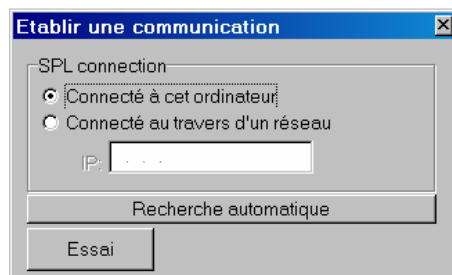 Etablir une communication
SPL connection
Connecté à cet ordinateur
Connecté au travers d'un réseau
IP: . . .
Recherche automatique
Essai